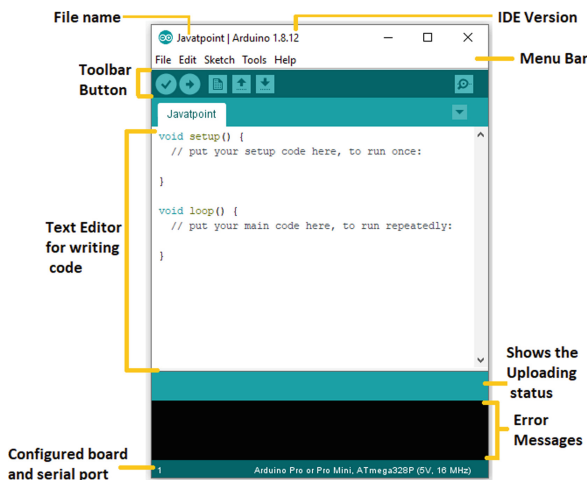 File name
IDE Version
Javatpoint | Arduino 1.8.12
File Edit Sketch Tools Help
Menu Bar
Toolbar
Button
Javatpoint
void setup() {
// put your setup code here, to run once:
}
void loop() {
// put your main code here, to run repeatedly:
}
Text Editor
for writing
code
Shows the
Uploading
status
Error
Messages
Configured board
and serial port
1
Arduino Pro or Pro Mini, ATmega328P (5V, 16 MHz)